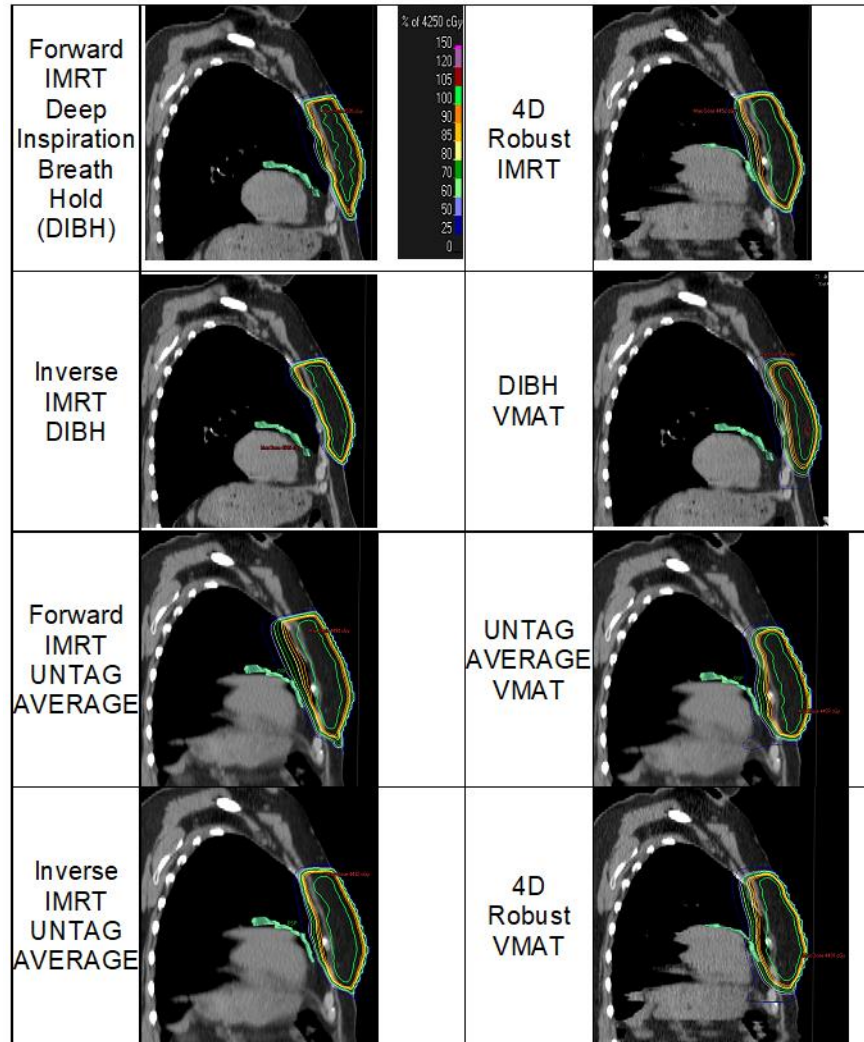 Forward
IMRT
Deep
Inspiration
Breath
Hold
(DIBH)
% of 4250 cGy
150
120
105
100
90
85
80
70
60
50
25
0
4D
Robust
IMRT
Inverse
IMRT
DIBH
DIBH
VMAT
Forward
IMRT
UNTAG
AVERAGE
UNTAG
AVERAGE
VMAT
Inverse
IMRT
UNTAG
AVERAGE
4D
Robust
VMAT